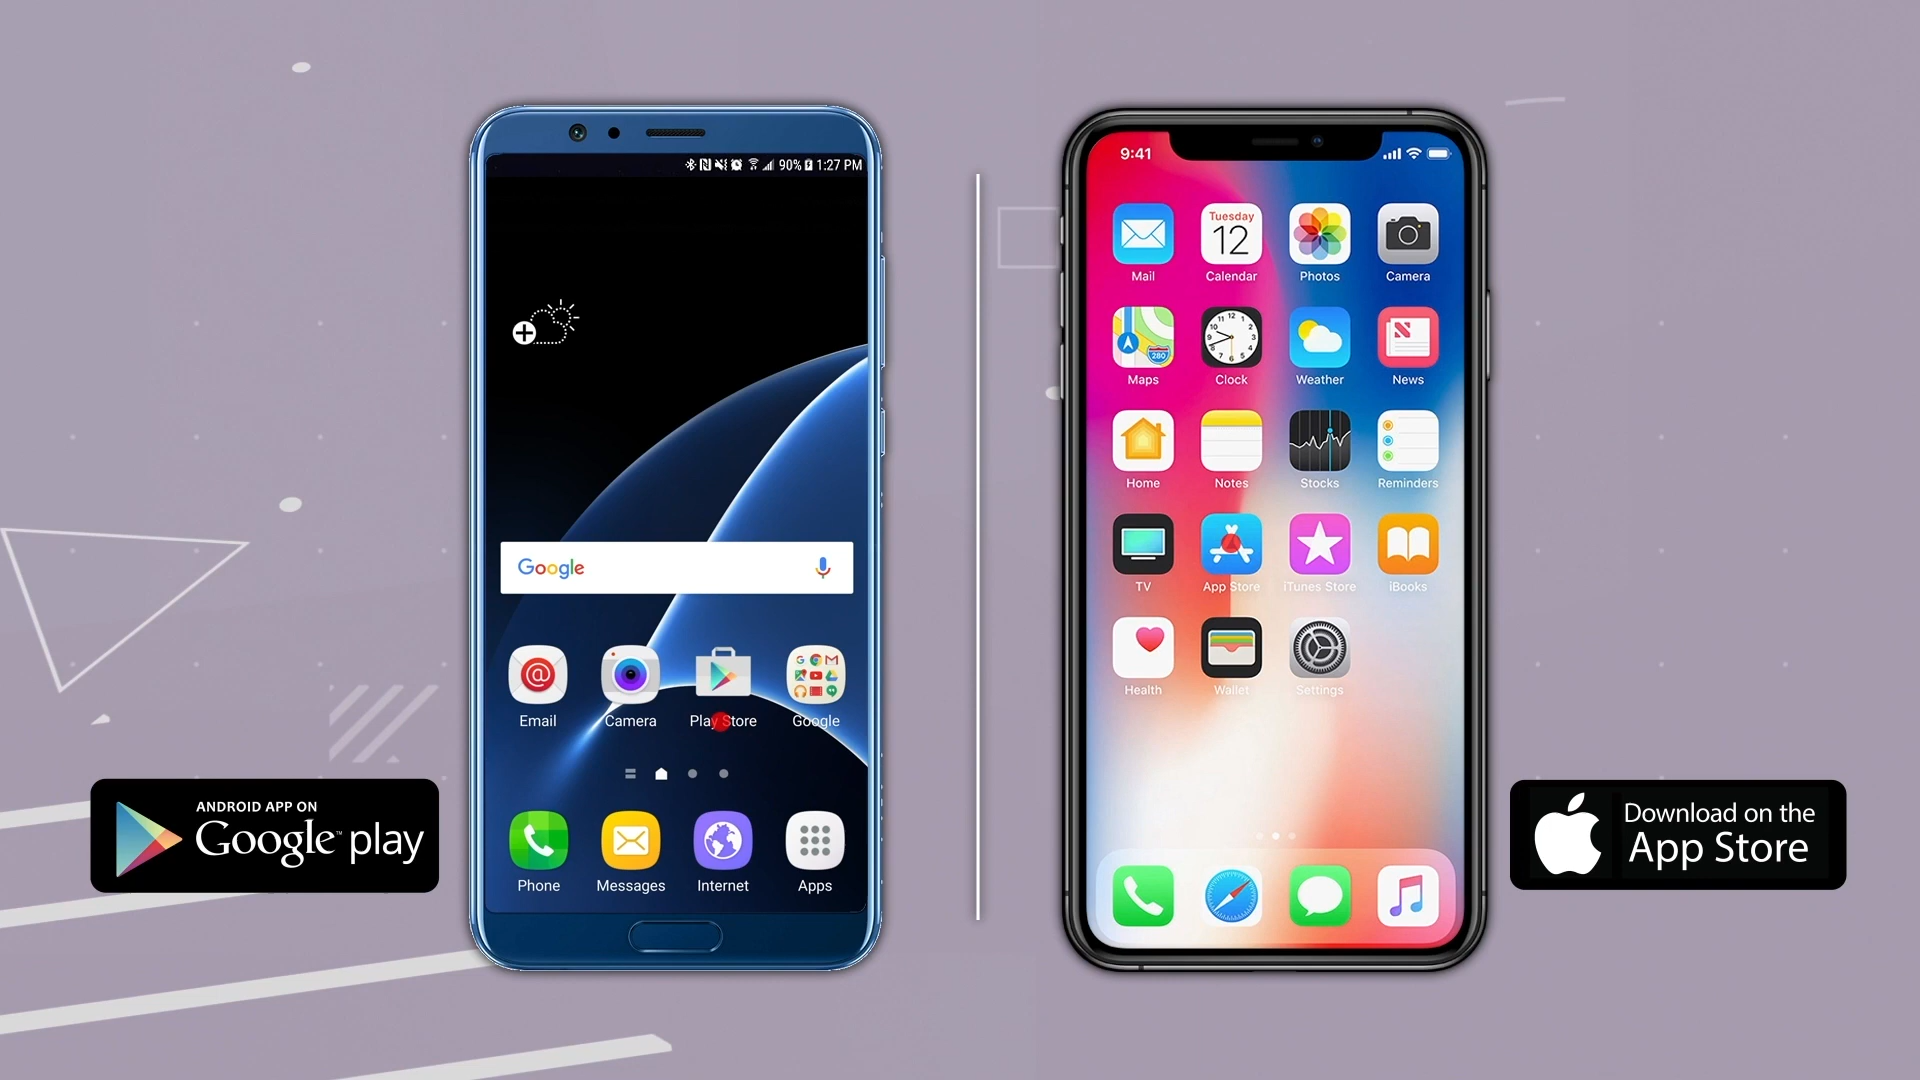 90% 1:27 PM
Google
Email Camera Play Store Google
Phone Messages Internet Apps
ANDROID APP ON
Google™ play
9:41
Tuesday
12
Mail Calendar Photos Camera
280
Maps Clock Weather News
Home Notes Stocks Reminders
TV App Store iTunes Store iBooks
Health Wallet Settings
Download on the
App Store